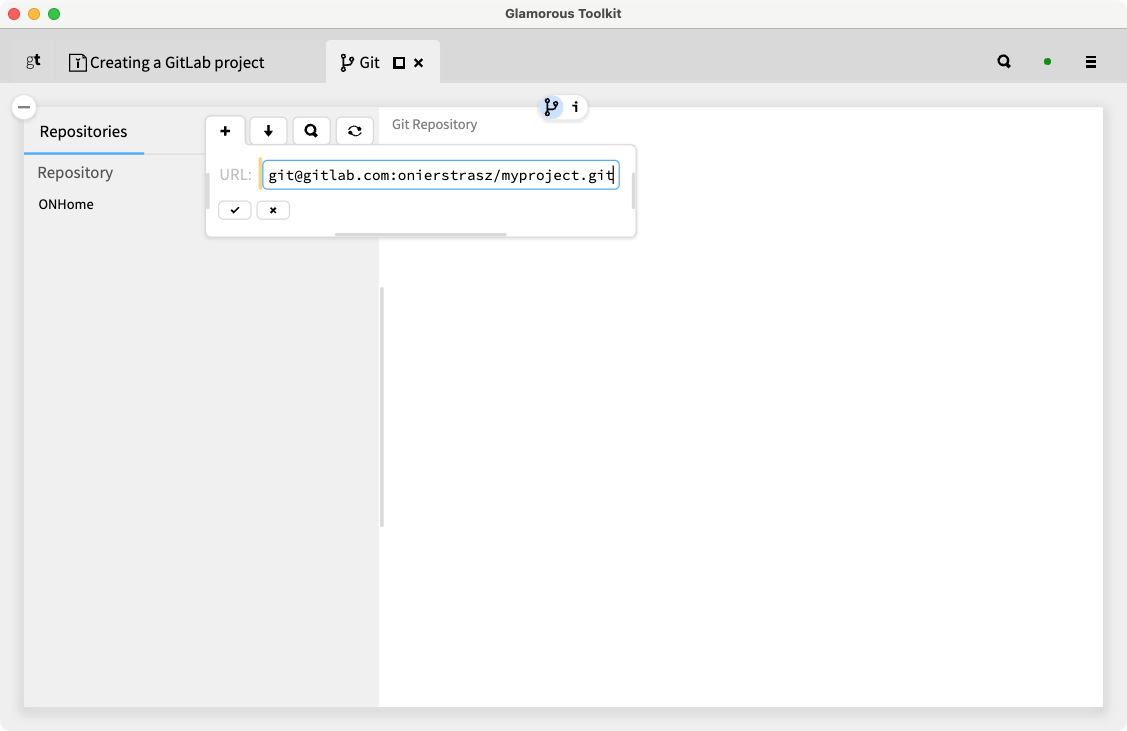 Glamorous Toolkit
gt
Creating a GitLab project
Git
Repositories
Git Repository
Repository
URL:
git@gitlab.com:onierstrasz/myproject.git
ONHome